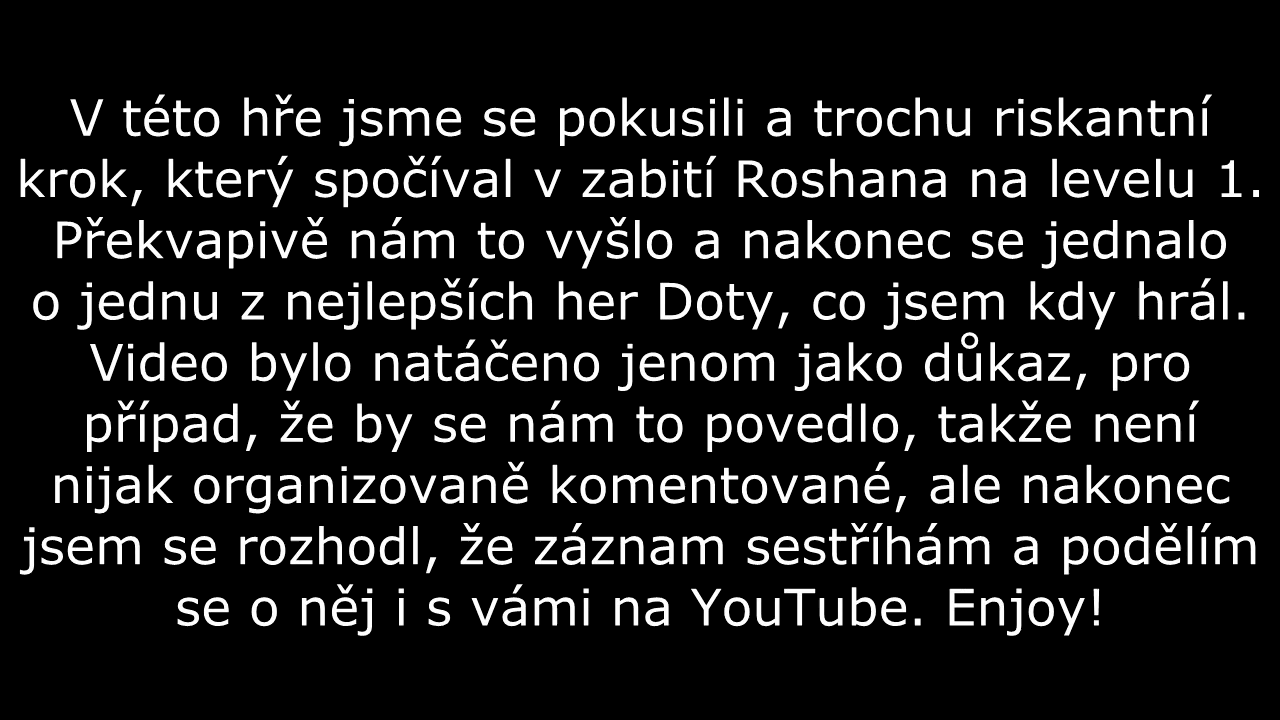 V této hře jsme se pokusili a trochu riskantní
krok, který spočíval v zabití Roshana na levelu 1.
Překvapivě nám to vyšlo a nakonec se jednalo
o jednu z nejlepších her Doty, co jsem kdy hrál.
Video bylo natáčeno jenom jako důkaz, pro
případ, že by se nám to povedlo, takže není
nijak organizovaně komentované, ale nakonec
jsem se rozhodl, že záznam sestříhám a podělím
se o něj i s vámi na YouTube. Enjoy!